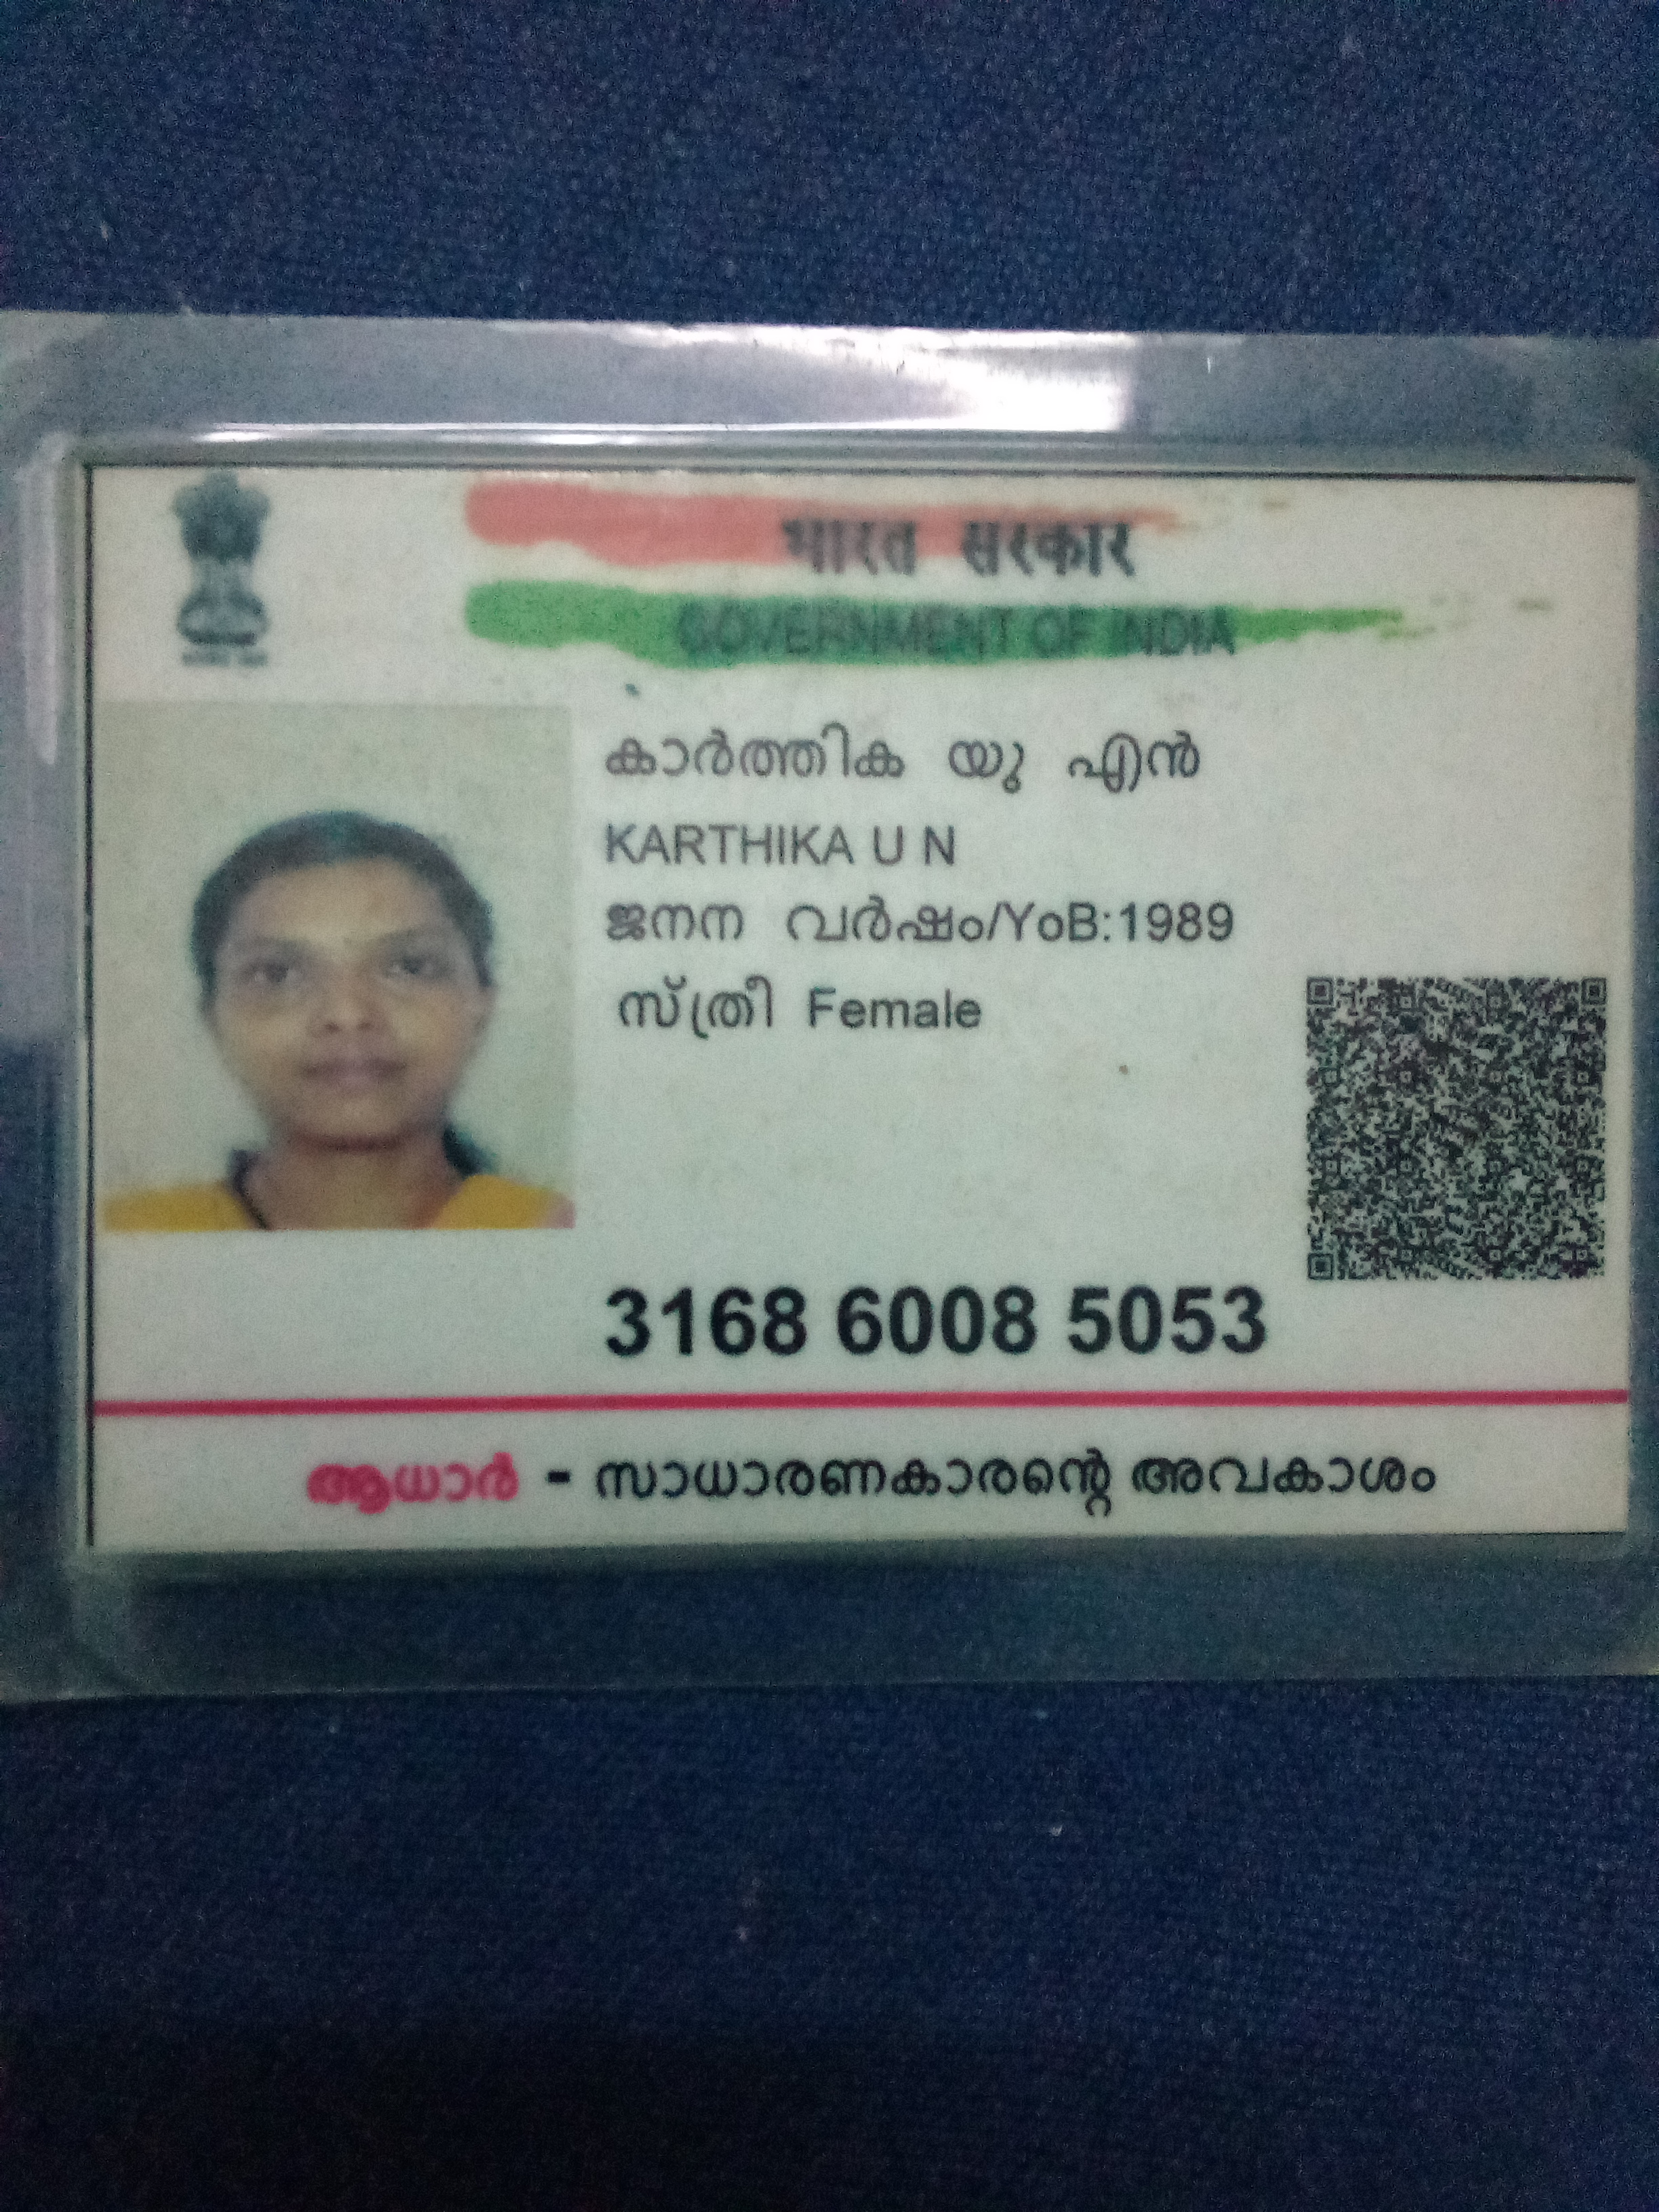 भारत सरकार
GOVERNMENT OF INDIA
കാർത്തിക യു എൻ
KARTHIKA U N
ജനന വർഷം/YoB:1989
സ്ത്രീ Female
3168 6008 5053
ആധാർ - സാധാരണകാരന്റെ അവകാശം